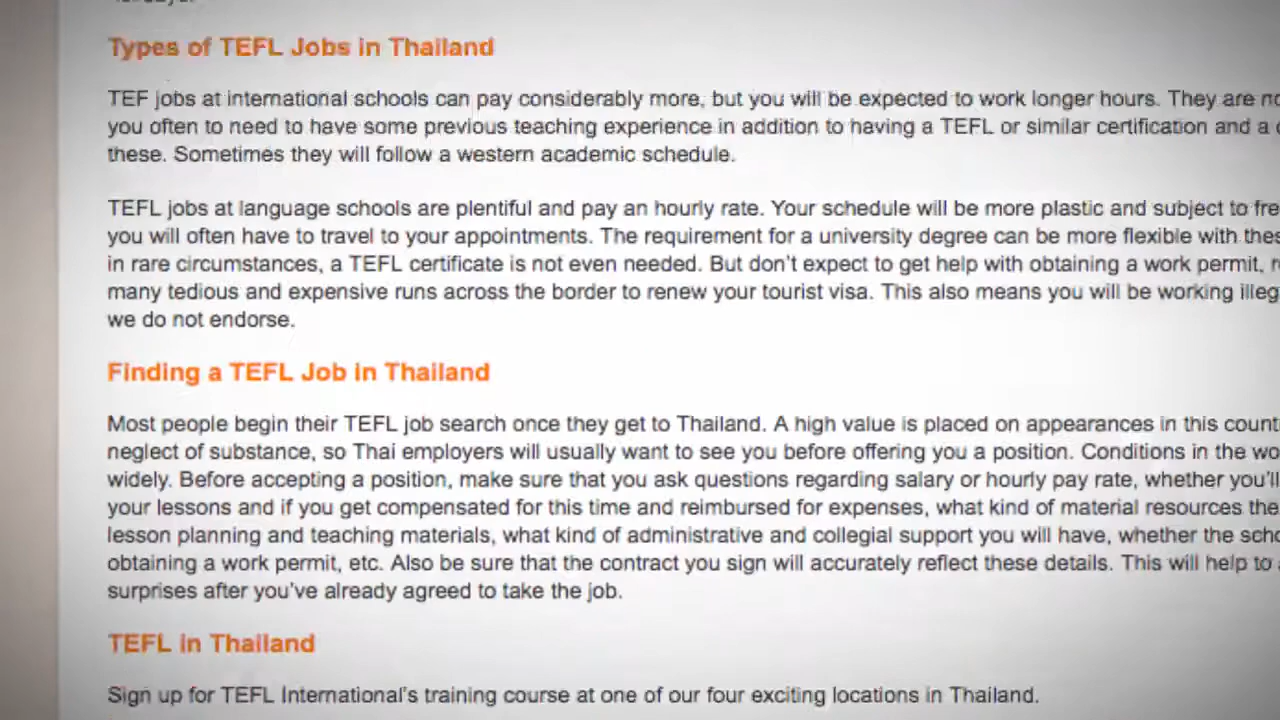 Types of TEFL Jobs in Thailand
TEF jobs at international schools can pay considerably more, but you will be expected to work longer hours. They are
you often to need to have some previous teaching experience in addition to having a TEFL or similar certification and a
these. Sometimes they will follow a western academic schedule.
TEFL jobs at language schools are plentiful and pay an hourly rate. Your schedule will be more plastic and subject to
you will often have to travel to your appointments. The requirement for a university degree can be more flexible with
in rare circumstances, a TEFL certificate is not even needed. But don't expect to get help with obtaining a work permit,
many tedious and expensive runs across the border to renew your tourist visa. This also means you will be working
we do not endorse.
Finding a TEFL Job in Thailand
Most people begin their TEFL job search once they get to Thailand. A high value is placed on appearances in this
neglect of substance, so Thai employers will usually want to see you before offering you a position. Conditions in the
widely. Before accepting a position, make sure that you ask questions regarding salary or hourly pay rate, whether you'll
your lessons and if you get compensated for this time and reimbursed for expenses, what kind of material resources
lesson planning and teaching materials, what kind of administrative and collegial support you will have, whether the
obtaining a work permit, etc. Also be sure that the contract you sign will accurately reflect these details. This will help to
surprises after you've already agreed to take the job.
TEFL in Thailand
Sign up for TEFL International's training course at one of our four exciting locations in Thailand.